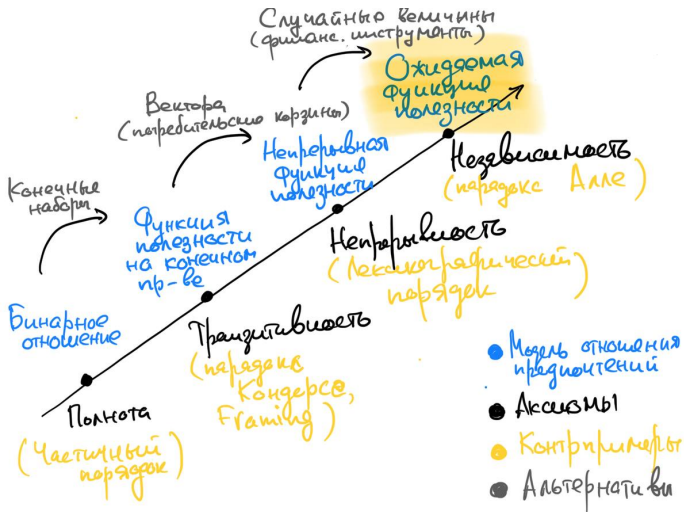 Случайные величины
(финанс. инструменты)
Ожидаемая
функция
полезности
Вектора
(потребительские корзины)
Непрерывная
функция
полезности
Независимость
(парадокс Алле)
Конечные
наборы
Функция
полезности
на конечном
пр-ве
Непрерывность
(Лексикографический
порядок)
Бинарное
отношение
Транзитивность
(парадокс
Кондорсе,
Framing)
Полнота
(Частичный
порядок)
Модель отношения
предпочтений
Аксиомы
Контрпримеры
Альтернативы